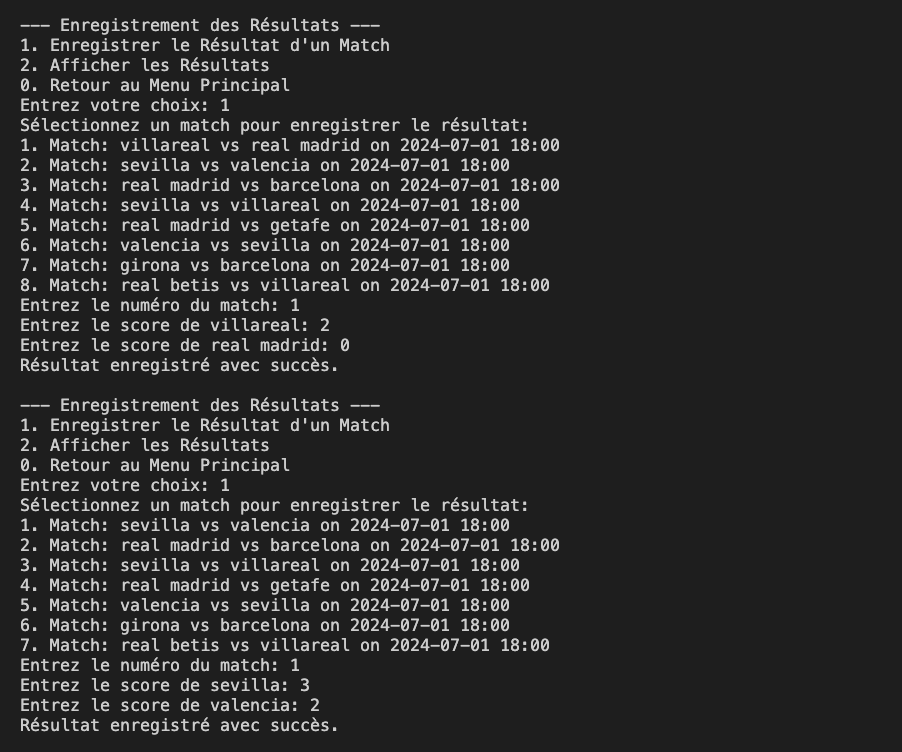 --- Enregistrement des Résultats ---
1. Enregistrer le Résultat d'un Match
2. Afficher les Résultats
0. Retour au Menu Principal
Entrez votre choix: 1
Sélectionnez un match pour enregistrer le résultat:
1. Match: villareal vs real madrid on 2024-07-01 18:00
2. Match: sevilla vs valencia on 2024-07-01 18:00
3. Match: real madrid vs barcelona on 2024-07-01 18:00
4. Match: sevilla vs villareal on 2024-07-01 18:00
5. Match: real madrid vs getafe on 2024-07-01 18:00
6. Match: valencia vs sevilla on 2024-07-01 18:00
7. Match: girona vs barcelona on 2024-07-01 18:00
8. Match: real betis vs villareal on 2024-07-01 18:00
Entrez le numéro du match: 1
Entrez le score de villareal: 2
Entrez le score de real madrid: 0
Résultat enregistré avec succès.

--- Enregistrement des Résultats ---
1. Enregistrer le Résultat d'un Match
2. Afficher les Résultats
0. Retour au Menu Principal
Entrez votre choix: 1
Sélectionnez un match pour enregistrer le résultat:
1. Match: sevilla vs valencia on 2024-07-01 18:00
2. Match: real madrid vs barcelona on 2024-07-01 18:00
3. Match: sevilla vs villareal on 2024-07-01 18:00
4. Match: real madrid vs getafe on 2024-07-01 18:00
5. Match: valencia vs sevilla on 2024-07-01 18:00
6. Match: girona vs barcelona on 2024-07-01 18:00
7. Match: real betis vs villareal on 2024-07-01 18:00
Entrez le numéro du match: 1
Entrez le score de sevilla: 3
Entrez le score de valencia: 2
Résultat enregistré avec succès.